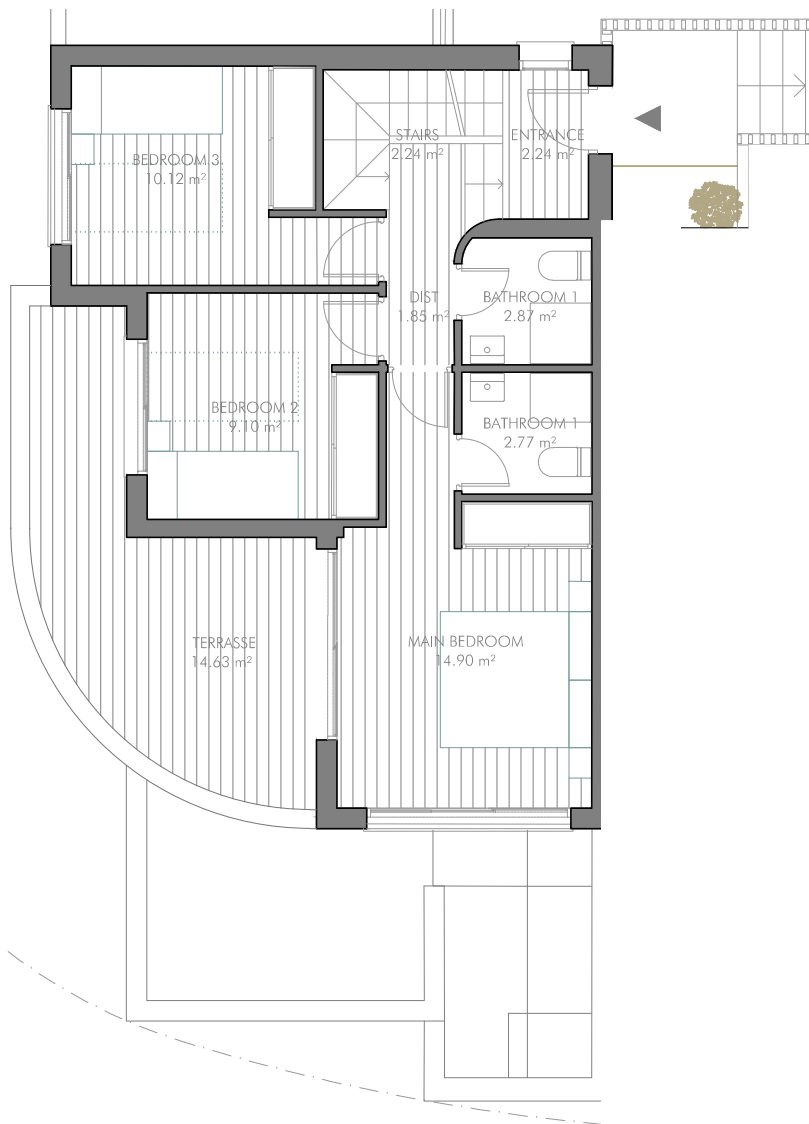 STAIRS
2.24 m²
ENTRANCE
2.24 m²
BEDROOM 3
10.12 m²
DIST
1.85 m²
BATHROOM 1
2.87 m²
BEDROOM 2
9.10 m²
BATHROOM 1
2.77 m²
TERRASSE
14.63 m²
MAIN BEDROOM
14.90 m²